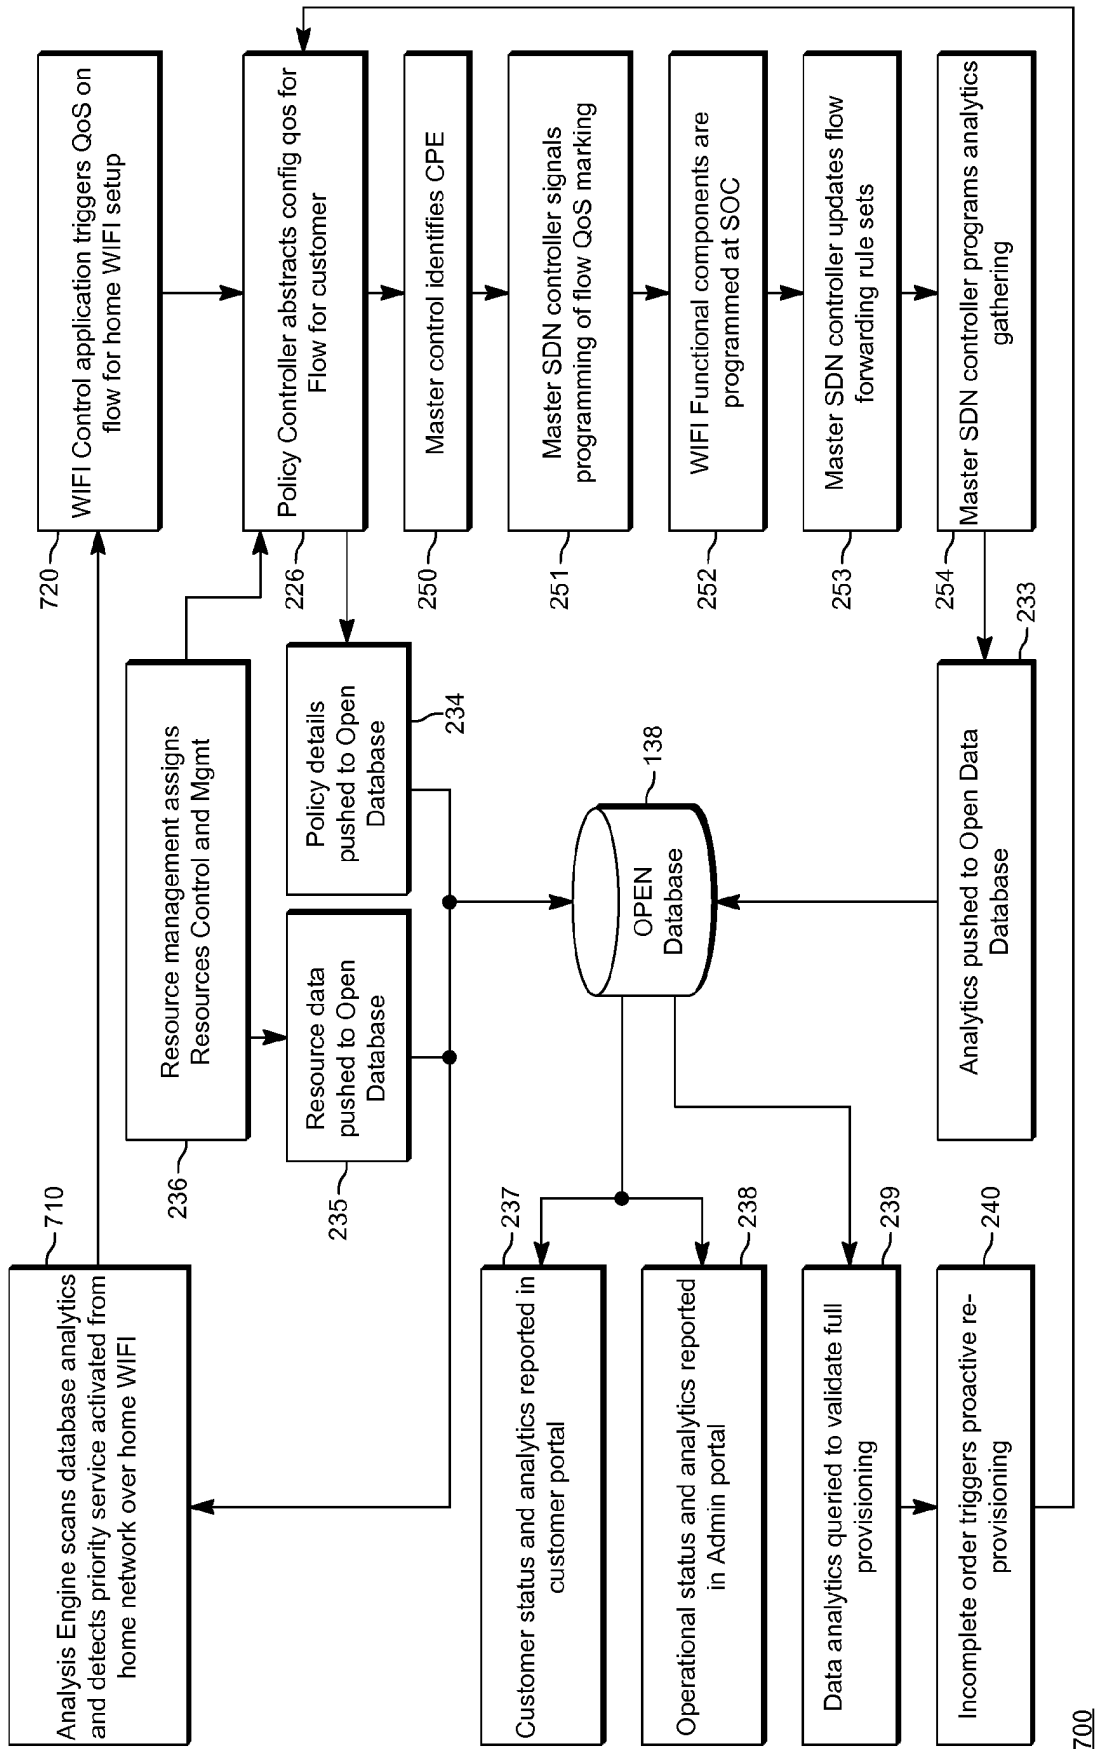 Analysis Engine scans database analytics
and detects priority service activated from
home network over home WIFI
710
WIFI Control application triggers QoS on
flow for home WIFI setup
720
Resource management assigns
Resources Control and Mgmt
236
Policy Controller abstracts config qos for
Flow for customer
226
Resource data
pushed to Open
Database
235
Policy details
pushed to Open
Database
234
Master control identifies CPE
250
Master SDN controller signals
programming of flow QoS marking
251
WIFI Functional components are
programmed at SOC
252
Master SDN controller updates flow
forwarding rule sets
253
Master SDN controller programs analytics
gathering
254
OPEN
Database
138
Analytics pushed to Open Data
Database
233
Customer status and analytics reported in
customer portal
237
Operational status and analytics reported
in Admin portal
238
Data analytics queried to validate full
provisioning
239
Incomplete order triggers proactive re-
provisioning
240
700